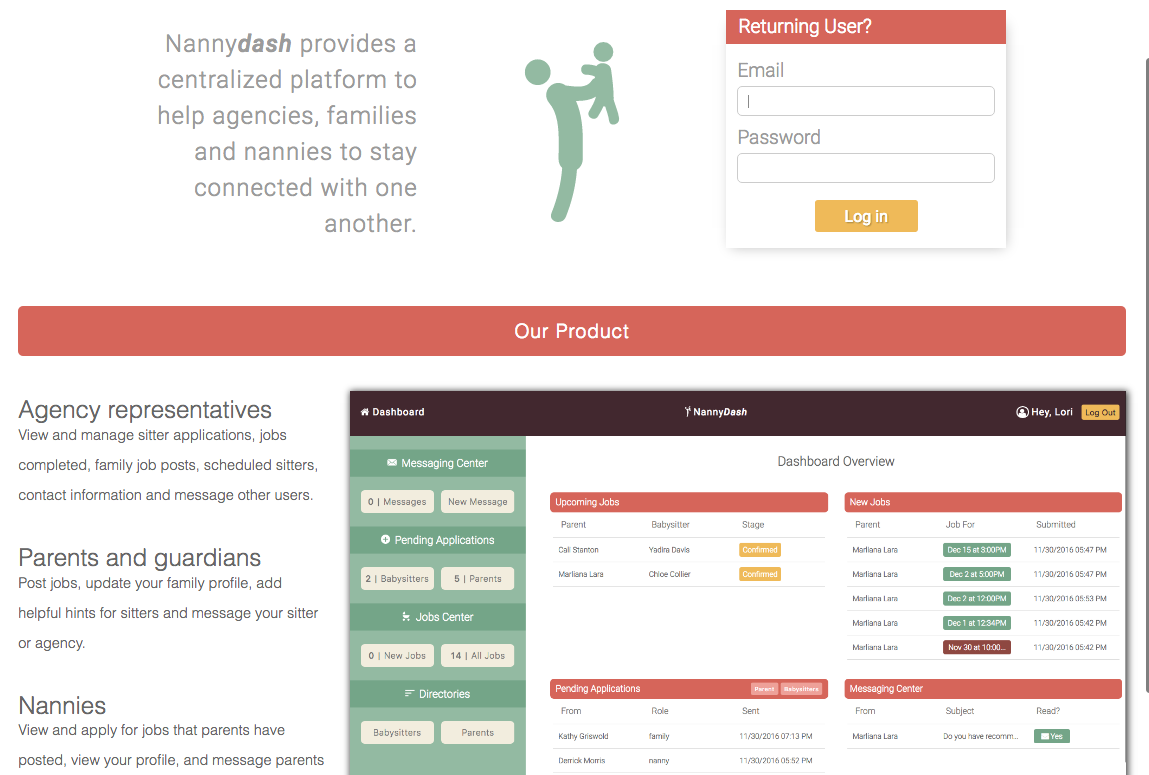 Nannydash provides a
centralized platform to
help agencies, families
and nannies to stay
connected with one
another.
Returning User?
Email
Password
Log in
Our Product
Agency representatives
View and manage sitter applications, jobs
completed, family job posts, scheduled sitters,
contact information and message other users.
Parents and guardians
Post jobs, update your family profile, add
helpful hints for sitters and message your sitter
or agency.
Nannies
View and apply for jobs that parents have
posted, view your profile, and message parents
Dashboard
NannyDash
Hey, Lori
Log Out
Messaging Center
0 | Messages
New Message
Pending Applications
2 | Babysitters
5 | Parents
Jobs Center
0 | New Jobs
14 | All Jobs
Directories
Babysitters
Parents
Dashboard Overview
Upcoming Jobs
Parent Babysitter Stage
Cali Stanton Yadira Davis Confirmed
Marliana Lara Chloe Collier Confirmed
New Jobs
Parent Job For Submitted
Marliana Lara Dec 15 at 3:00PM 11/30/2016 05:47 PM
Marliana Lara Dec 2 at 5:00PM 11/30/2016 05:47 PM
Marliana Lara Dec 2 at 12:00PM 11/30/2016 05:53 PM
Marliana Lara Dec 1 at 12:34PM 11/30/2016 05:42 PM
Marliana Lara Nov 30 at 10:00... 11/30/2016 05:42 PM
Pending Applications Parent Babysitters
From Role Sent
Kathy Griswold family 11/30/2016 07:13 PM
Derrick Morris nanny 11/30/2016 05:52 PM
Messaging Center
From Subject Read?
Marliana Lara Do you have recomm... Yes